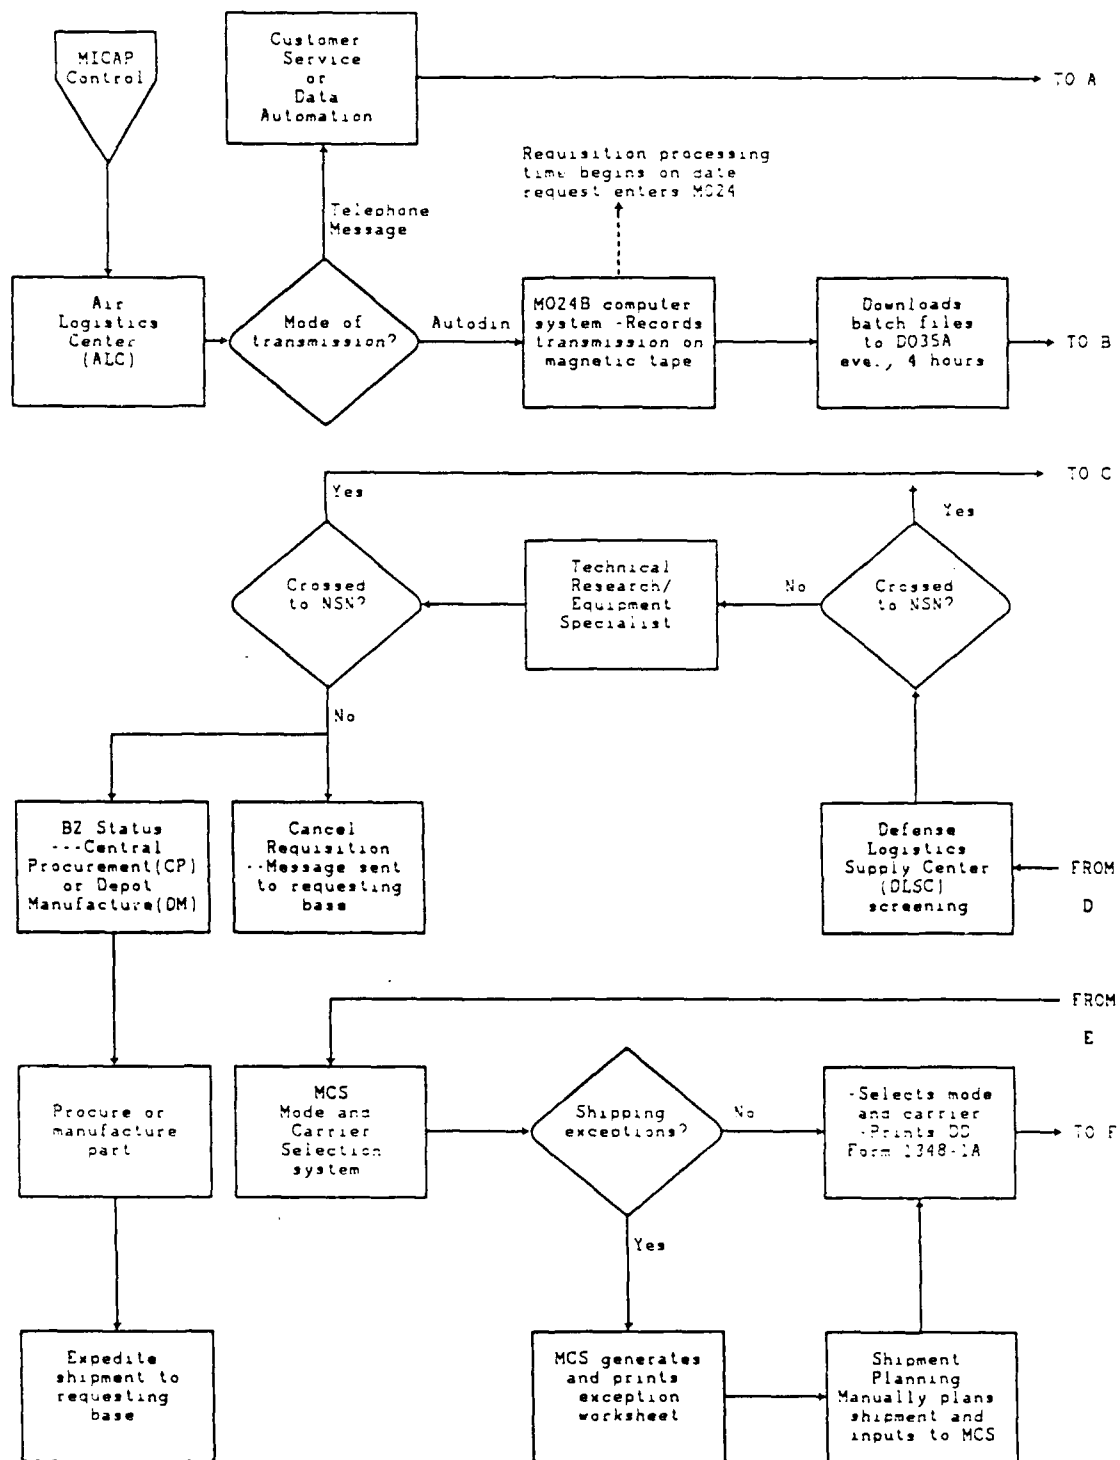 MICAP
Control
Customer
Service
or
Data
Automation
TO A
Requisition processing
time begins on date
request enters M024
Telephone
Message
Air
Logistics
Center
(ALC)
Mode of
transmission?
Autodin
M024B computer
system -Records
transmission on
magnetic tape
Downloads
batch files
to D035A
eve., 4 hours
TO B
TO C
Yes
Yes
Crossed
to NSN?
Technical
Research/
Equipment
Specialist
No
Crossed
to NSN?
No
BZ Status
---Central
Procurement(CP)
or Depot
Manufacture(DM)
Cancel
Requisition
--Message sent
to requesting
base
Defense
Logistics
Supply Center
(DLSC)
screening
FROM
D
FROM
E
Procure or
manufacture
part
MCS
Mode and
Carrier
Selection
system
Shipping
exceptions?
No
-Selects mode
and carrier
-Prints DD
Form 1348-1A
TO F
Yes
Expedite
shipment to
requesting
base
MCS generates
and prints
exception
worksheet
Shipment
Planning
Manually plans
shipment and
inputs to MCS